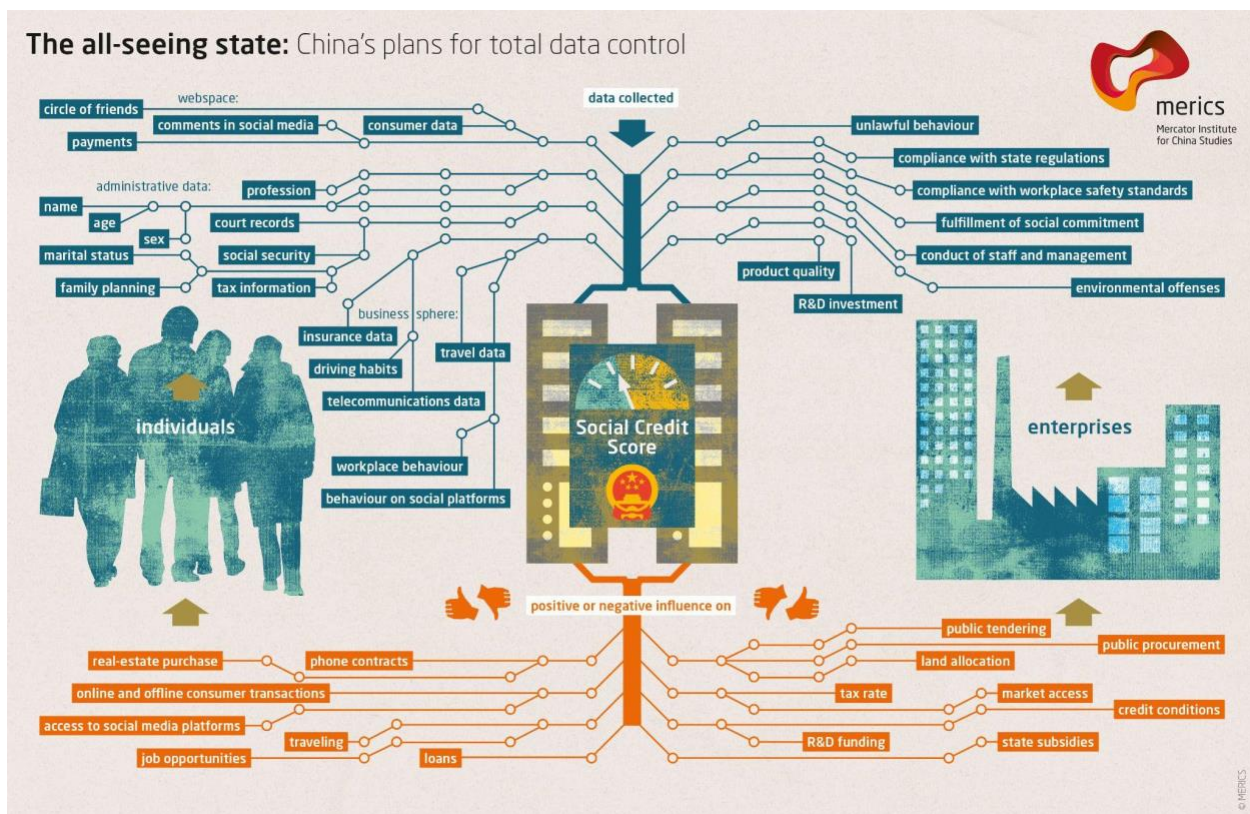 The all-seeing state: China's plans for total data control
merics
Mercator Institute
for China Studies
data collected
webspace:
circle of friends
comments in social media
consumer data
payments
administrative data:
profession
name
age
court records
sex
marital status
social security
family planning
tax information
business sphere:
insurance data
travel data
driving habits
telecommunications data
workplace behaviour
behaviour on social platforms
unlawful behaviour
compliance with state regulations
compliance with workplace safety standards
fulfillment of social commitment
conduct of staff and management
product quality
environmental offenses
R&D investment
individuals
Social Credit
Score
enterprises
positive or negative influence on
real-estate purchase
phone contracts
online and offline consumer transactions
access to social media platforms
traveling
job opportunities
loans
public tendering
public procurement
land allocation
tax rate
market access
credit conditions
R&D funding
state subsidies
© MERICS